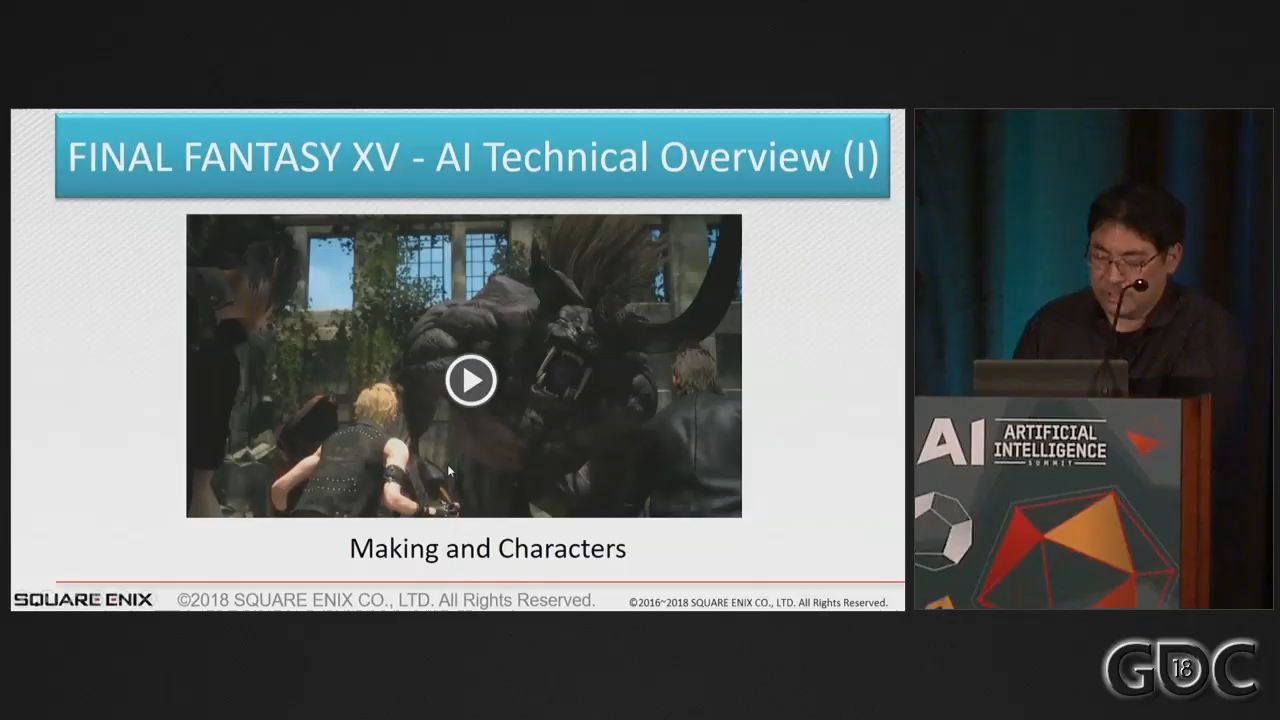 FINAL FANTASY XV - AI Technical Overview (I)
Making and Characters
SQUARE ENIX
©2018 SQUARE ENIX CO., LTD. All Rights Reserved.
©2016~2018 SQUARE ENIX CO., LTD. All Rights Reserved.
AI
ARTIFICIAL
INTELLIGENCE
SUMMIT
GDC
18